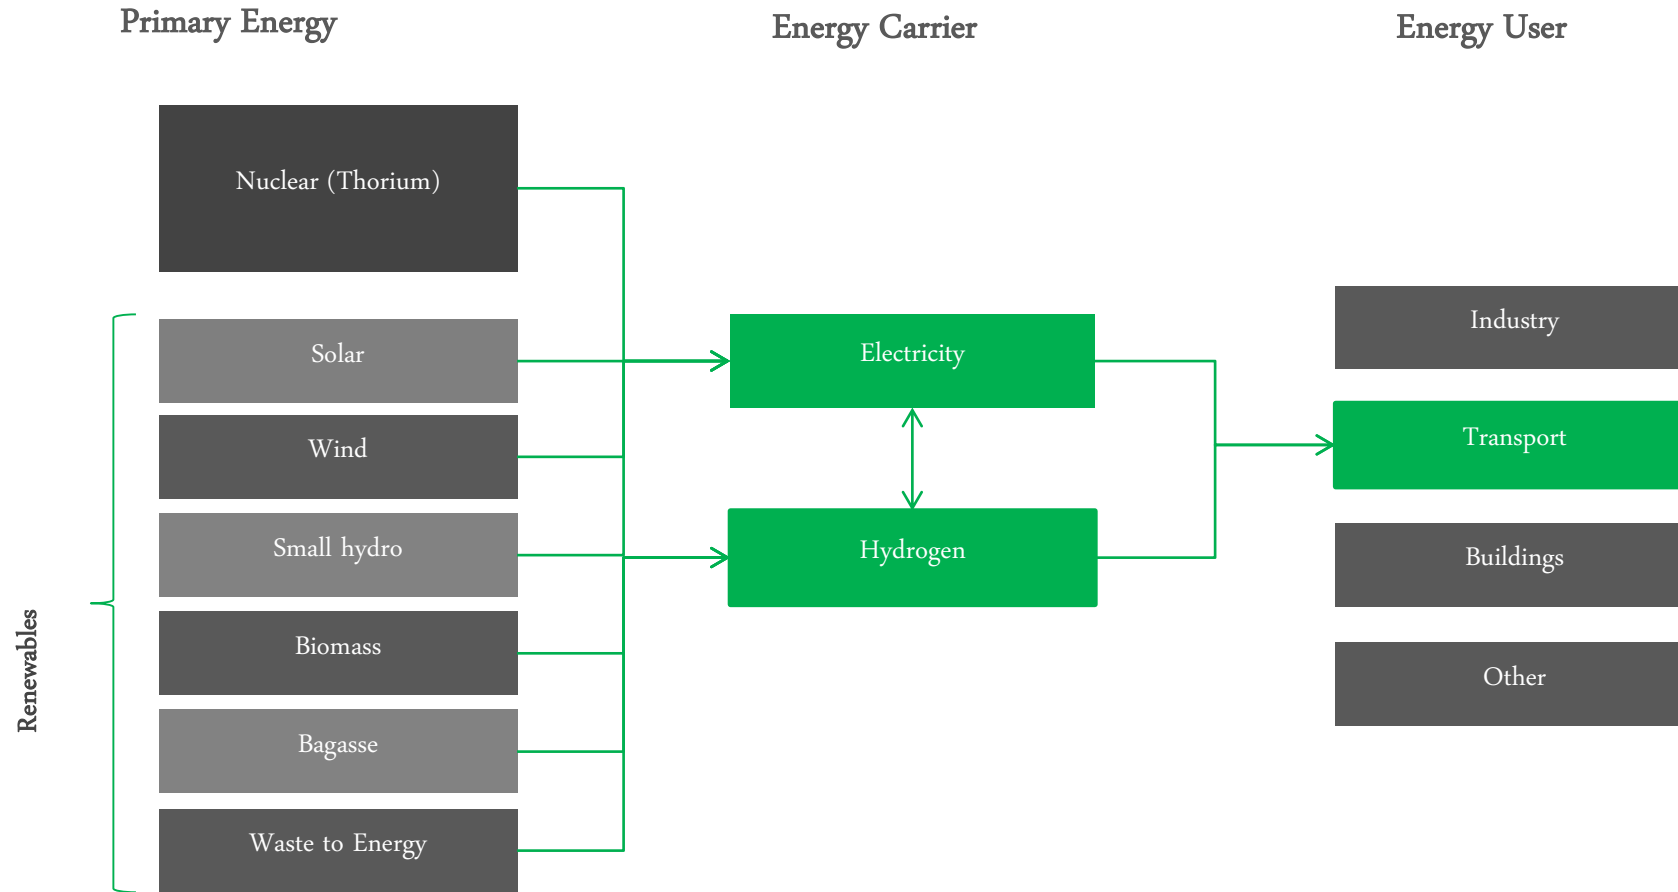 Primary Energy
Energy Carrier
Energy User
Nuclear (Thorium)
Solar
Wind
Small hydro
Biomass
Bagasse
Waste to Energy
Renewables
Electricity
Hydrogen
Industry
Transport
Buildings
Other